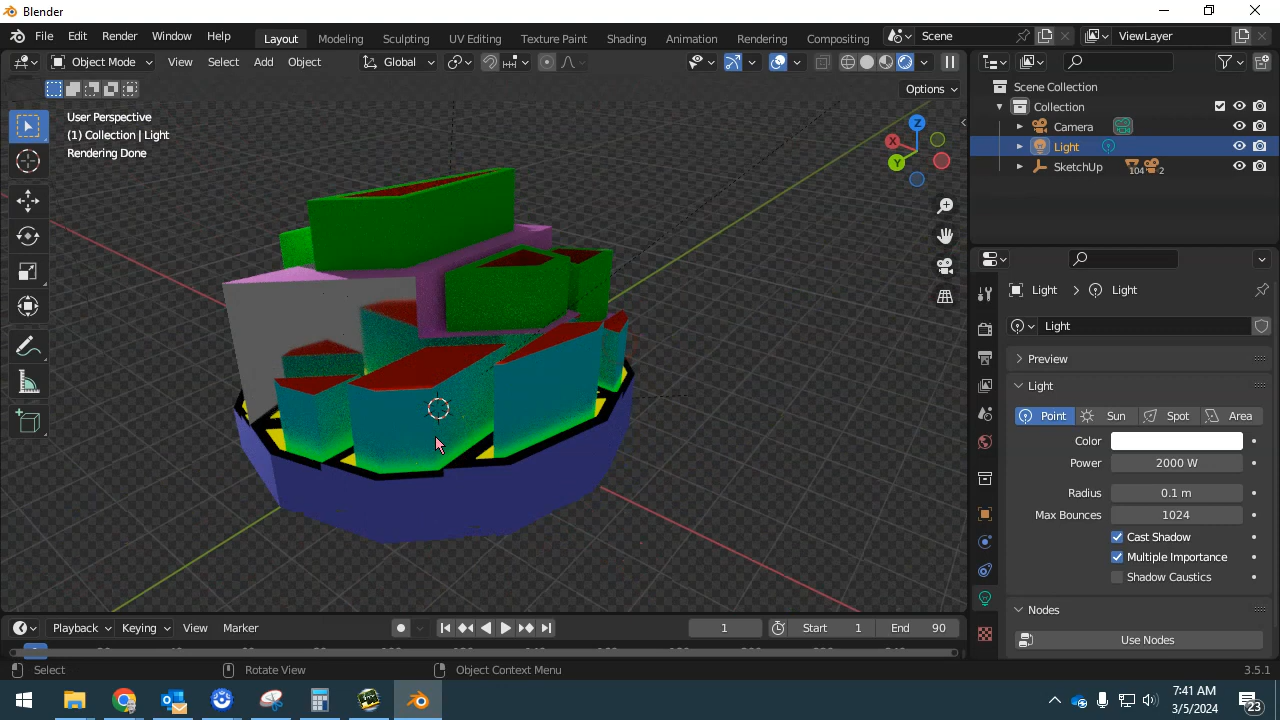 Blender
File Edit Render Window Help Layout Modeling Sculpting UV Editing Texture Paint Shading Animation Rendering Compositing Scene ViewLayer
Object Mode View Select Add Object Global
Options
User Perspective
(1) Collection | Light
Rendering Done
Z
X
Y
Scene Collection
Collection
Camera
Light
SketchUp 104 2
Light > Light
Light
Preview
Light
Point Sun Spot Area
Color
Power 2000 W
Radius 0.1 m
Max Bounces 1024
Cast Shadow
Multiple Importance
Shadow Caustics
Nodes
Use Nodes
Playback Keying View Marker 1 Start 1 End 90
Select Rotate View Object Context Menu 3.5.1
7:41 AM
3/5/2024
23